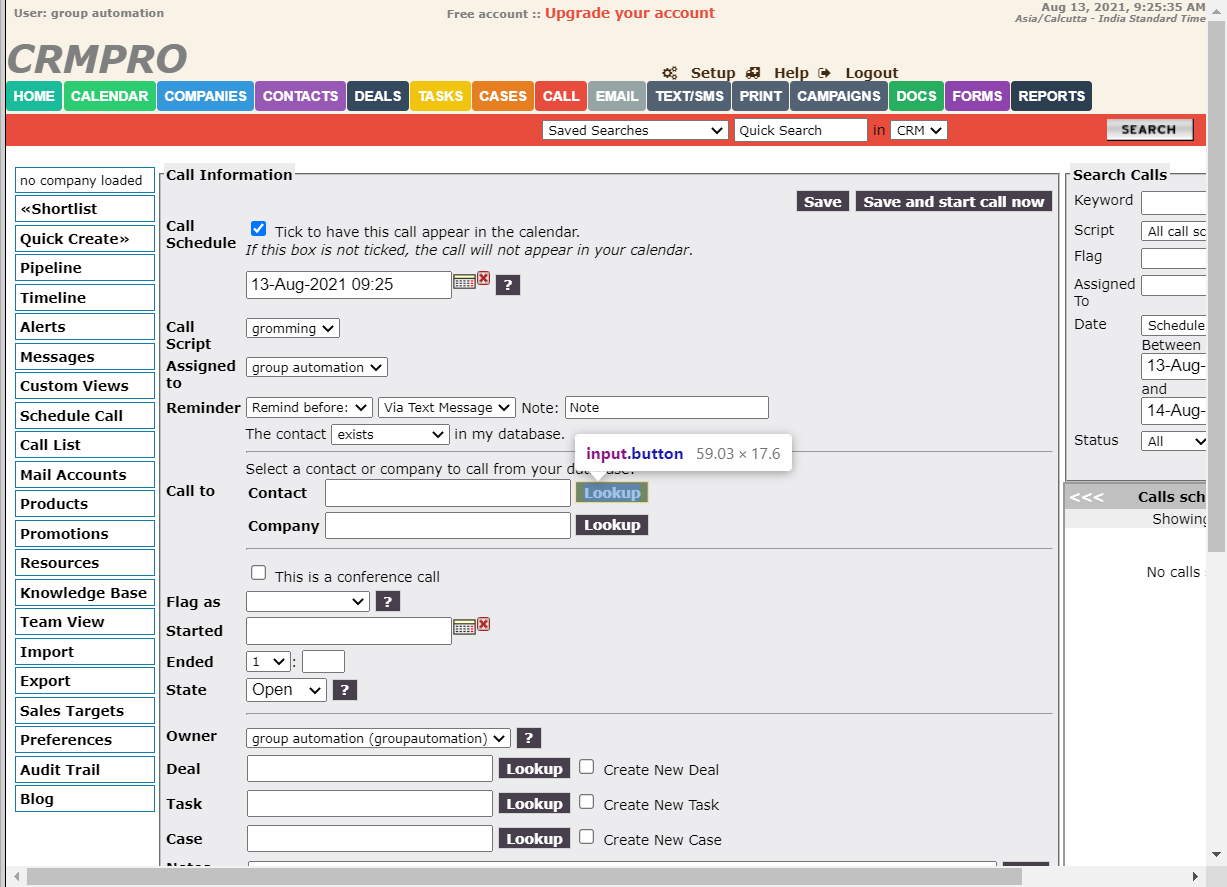 User: group automation
Free account :: Upgrade your account
Aug 13, 2021, 9:25:35 AM
Asia/Calcutta - India Standard Time
CRMPRO
Setup Help Logout
HOME CALENDAR COMPANIES CONTACTS DEALS TASKS CASES CALL EMAIL TEXT/SMS PRINT CAMPAIGNS DOCS FORMS REPORTS
Saved Searches Quick Search in CRM SEARCH
no company loaded
«Shortlist
Quick Create»
Pipeline
Timeline
Alerts
Messages
Custom Views
Schedule Call
Call List
Mail Accounts
Products
Promotions
Resources
Knowledge Base
Team View
Import
Export
Sales Targets
Preferences
Audit Trail
Blog
Call Information
Save Save and start call now
Call Schedule
Tick to have this call appear in the calendar.
If this box is not ticked, the call will not appear in your calendar.
13-Aug-2021 09:25 ?
Call Script gromming
Assigned to group automation
Reminder Remind before: Via Text Message Note: Note
The contact exists in my database.
input.button 59.03 × 17.6
Select a contact or company to call from your
Call to
Contact Lookup
Company Lookup
This is a conference call
Flag as ?
Started
Ended 1 :
State Open ?
Owner group automation (groupautomation) ?
Deal Lookup Create New Deal
Task Lookup Create New Task
Case Lookup Create New Case
Search Calls
Keyword
Script All call sc
Flag
Assigned To
Date Schedule
Between
13-Aug-
and
14-Aug-
Status All
<<< Calls sch
Showing
No calls